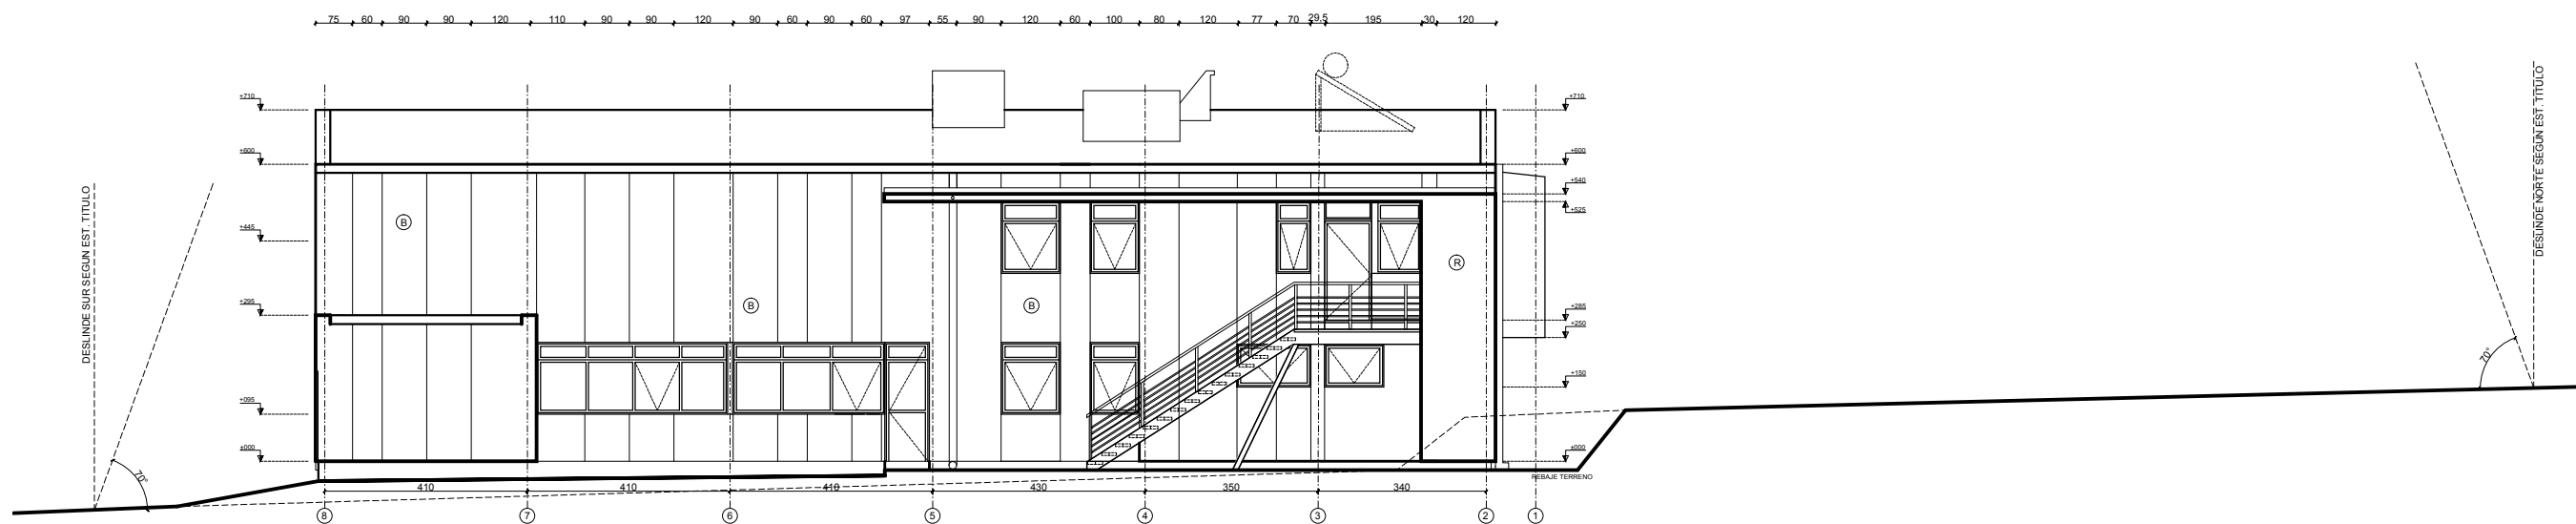 75 60 90 90 120 110 90 90 120 90 60 90 60 97 55 90 120 60 100 80 120 77 70 29,5 195 30 120
DESLINDE SUR SEGUN EST. TITULO
DESLINDE NORTE SEGUN EST. TITULO
+710
+600
+445
+295
+095
±000
+710
+600
+540
+525
+285
+250
+150
±000
B
B
B
R
70°
70°
REBAJE TERRENO
410 410 410 430 350 340
8 7 6 5 4 3 2 1